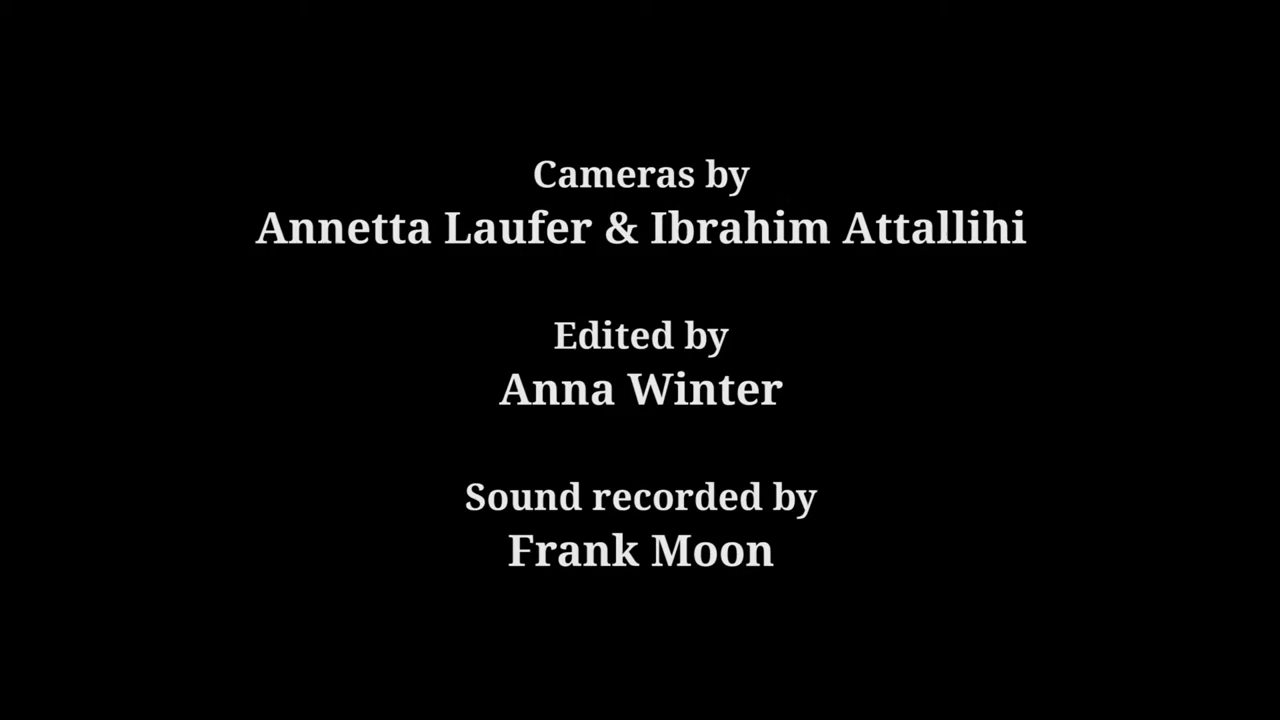 Cameras by
Annetta Laufer & Ibrahim Attallihi
Edited by
Anna Winter
Sound recorded by
Frank Moon